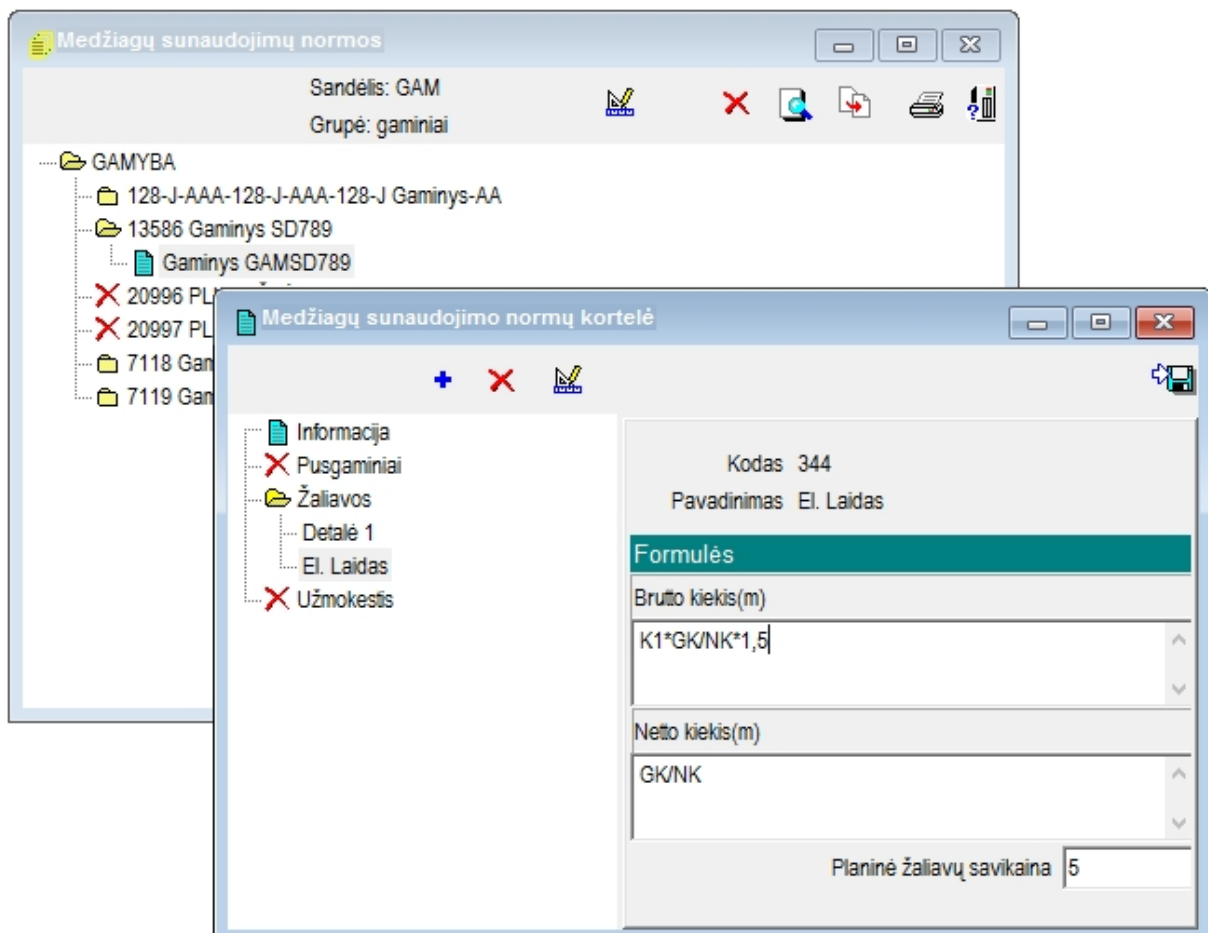 Medžiagų sunaudojimų normos
Sandėlis: GAM
Grupė: gaminiai
GAMYBA
128-J-AAA-128-J-AAA-128-J Gaminys-AA
13586 Gaminys SD789
Gaminys GAMSD789
20996
20997 PL
7118 Gam
7119 Gam
Medžiagų sunaudojimo normų kortelė
Informacija
Pusgaminiai
Žaliavos
Detalė 1
El. Laidas
Užmokestis
Kodas 344
Pavadinimas El. Laidas
Formulės
Brutto kiekis(m)
K1*GK/NK*1,5
Netto kiekis(m)
GK/NK
Planinė žaliavų savikaina 5